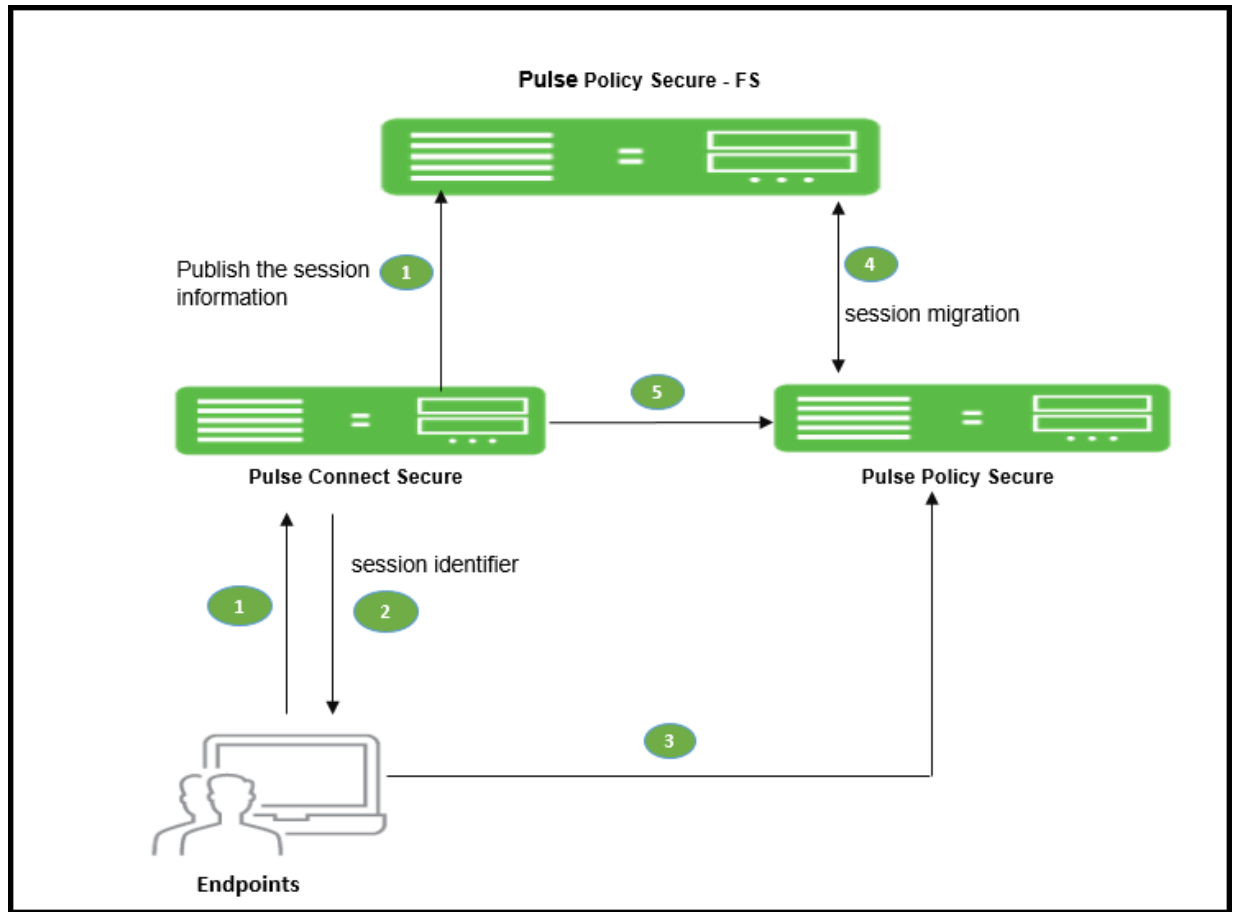 Pulse Policy Secure - FS
Publish the session
information
1
4
session migration
5
Pulse Connect Secure
Pulse Policy Secure
session identifier
1
2
3
Endpoints